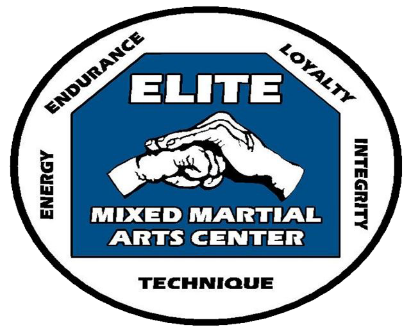 ENERGY
ENDURANCE
LOYALTY
INTEGRITY
TECHNIQUE
ELITE
MIXED MARTIAL
ARTS CENTER